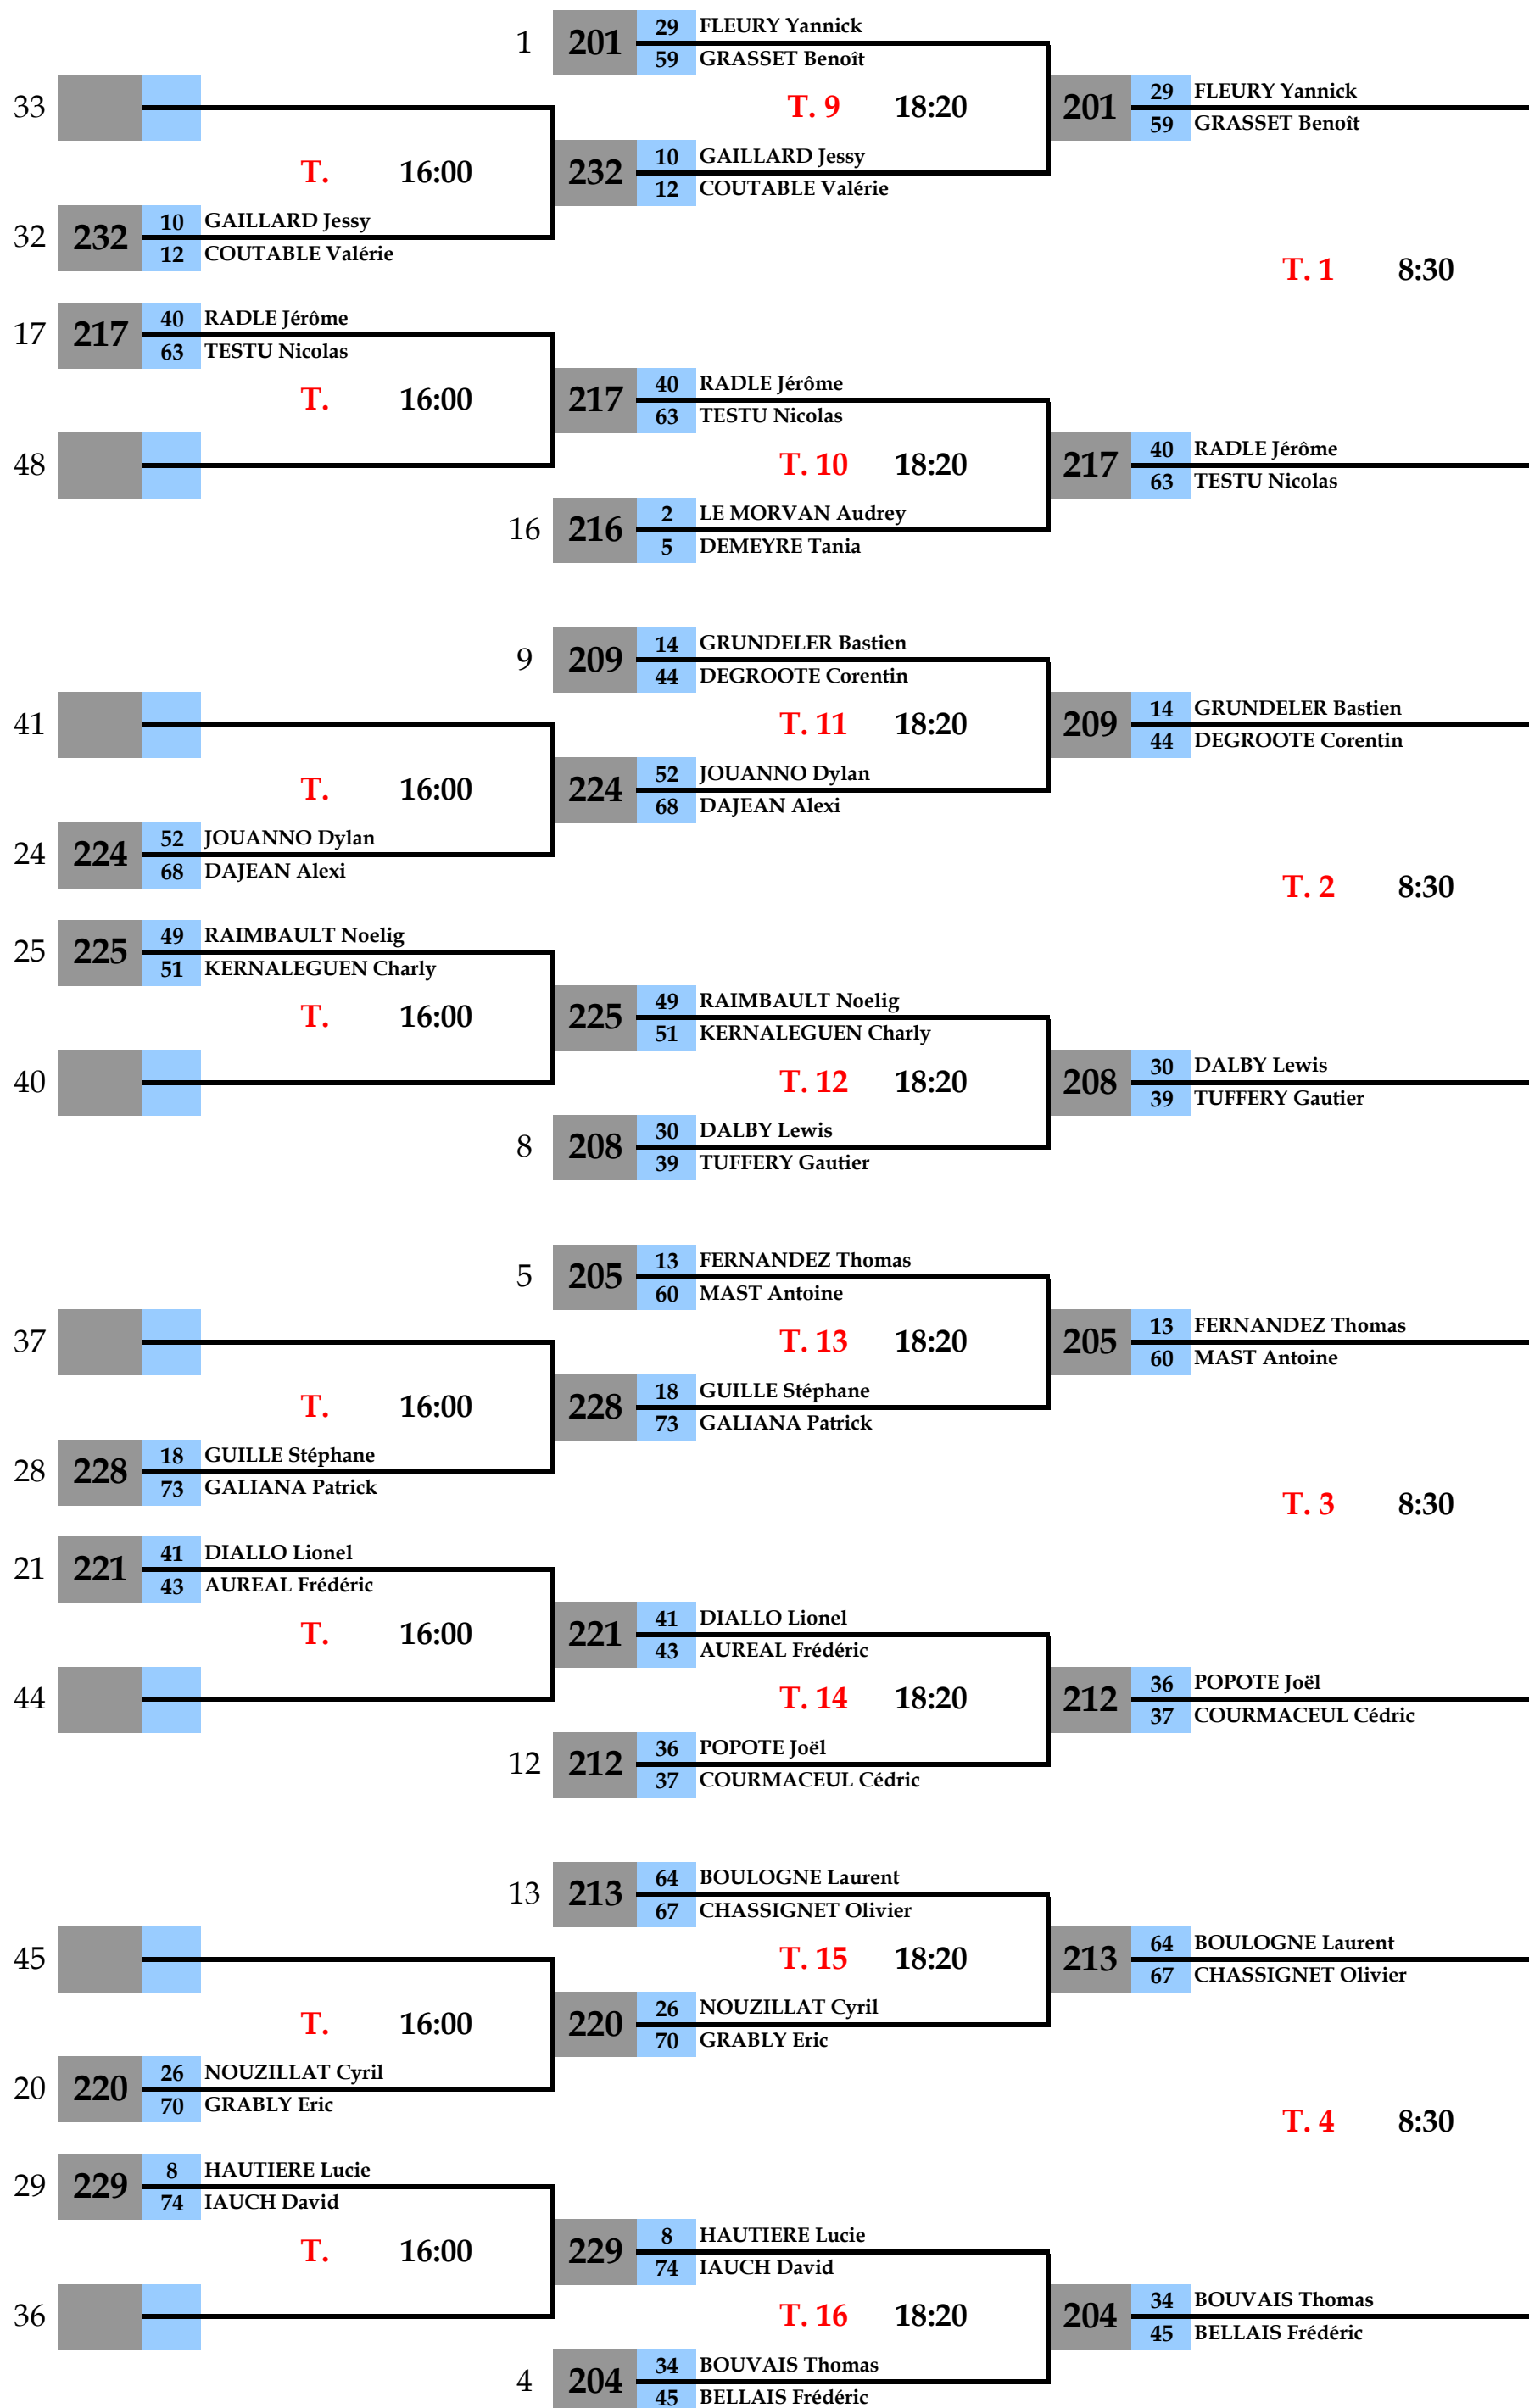 1 201 29 FLEURY Yannick
59 GRASSET Benoît
33 T. 9 18:20 201 29 FLEURY Yannick
59 GRASSET Benoît
T. 16:00 232 10 GAILLARD Jessy
12 COUTABLE Valérie
32 232 10 GAILLARD Jessy
12 COUTABLE Valérie
T. 1 8:30
17 217 40 RADLE Jérôme
63 TESTU Nicolas
T. 16:00 217 40 RADLE Jérôme
63 TESTU Nicolas
48 T. 10 18:20 217 40 RADLE Jérôme
63 TESTU Nicolas
16 216 2 LE MORVAN Audrey
5 DEMEYRE Tania
9 209 14 GRUNDELER Bastien
44 DEGROOTE Corentin
41 T. 11 18:20 209 14 GRUNDELER Bastien
44 DEGROOTE Corentin
T. 16:00 224 52 JOUANNO Dylan
68 DAJEAN Alexi
24 224 52 JOUANNO Dylan
68 DAJEAN Alexi
T. 2 8:30
25 225 49 RAIMBAULT Noelig
51 KERNALEGUEN Charly
T. 16:00 225 49 RAIMBAULT Noelig
51 KERNALEGUEN Charly
40 T. 12 18:20 208 30 DALBY Lewis
39 TUFFERY Gautier
8 208 30 DALBY Lewis
39 TUFFERY Gautier
5 205 13 FERNANDEZ Thomas
60 MAST Antoine
37 T. 13 18:20 205 13 FERNANDEZ Thomas
60 MAST Antoine
T. 16:00 228 18 GUILLE Stéphane
73 GALIANA Patrick
28 228 18 GUILLE Stéphane
73 GALIANA Patrick
T. 3 8:30
21 221 41 DIALLO Lionel
43 AUREAL Frédéric
T. 16:00 221 41 DIALLO Lionel
43 AUREAL Frédéric
44 T. 14 18:20 212 36 POPOTE Joël
37 COURMACEUL Cédric
12 212 36 POPOTE Joël
37 COURMACEUL Cédric
13 213 64 BOULOGNE Laurent
67 CHASSIGNET Olivier
45 T. 15 18:20 213 64 BOULOGNE Laurent
67 CHASSIGNET Olivier
T. 16:00 220 26 NOUZILLAT Cyril
70 GRABLY Eric
20 220 26 NOUZILLAT Cyril
70 GRABLY Eric
T. 4 8:30
29 229 8 HAUTIERE Lucie
74 IAUCH David
T. 16:00 229 8 HAUTIERE Lucie
74 IAUCH David
36 T. 16 18:20 204 34 BOUVAIS Thomas
45 BELLAIS Frédéric
4 204 34 BOUVAIS Thomas
45 BELLAIS Frédéric